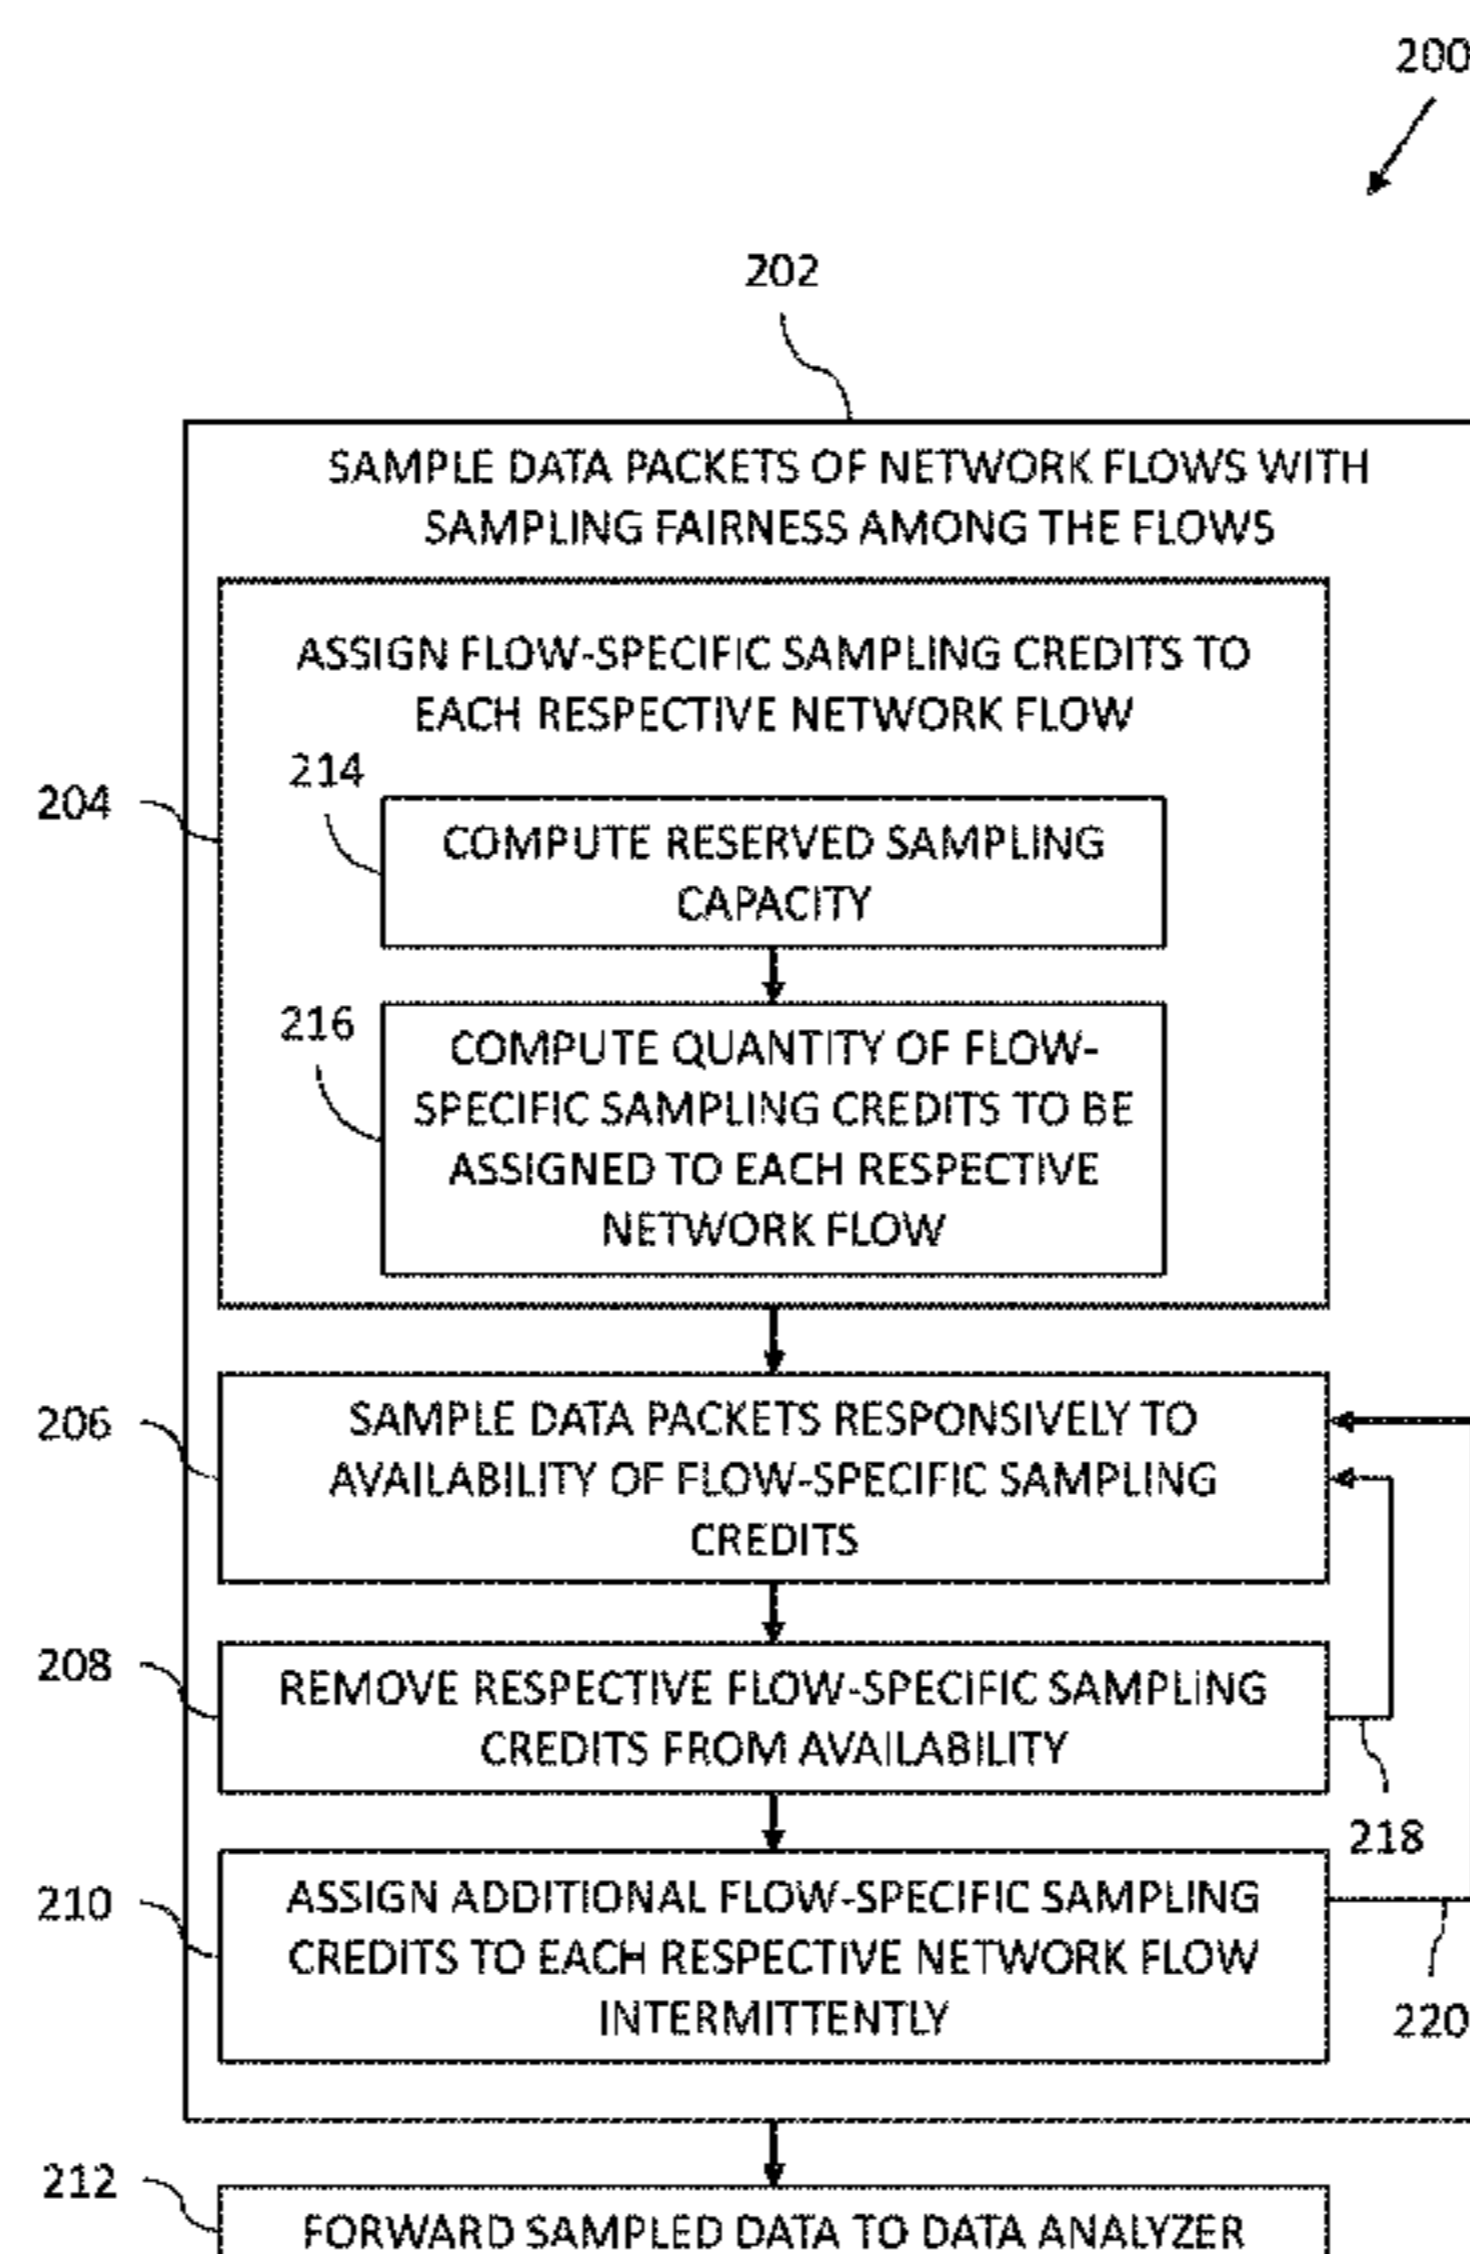 200
202
SAMPLE DATA PACKETS OF NETWORK FLOWS WITH
SAMPLING FAIRNESS AMONG THE FLOWS
ASSIGN FLOW-SPECIFIC SAMPLING CREDITS TO
EACH RESPECTIVE NETWORK FLOW
214
204
COMPUTE RESERVED SAMPLING
CAPACITY
216
COMPUTE QUANTITY OF FLOW-
SPECIFIC SAMPLING CREDITS TO BE
ASSIGNED TO EACH RESPECTIVE
NETWORK FLOW
206
SAMPLE DATA PACKETS RESPONSIVELY TO
AVAILABILITY OF FLOW-SPECIFIC SAMPLING
CREDITS
208
REMOVE RESPECTIVE FLOW-SPECIFIC SAMPLING
CREDITS FROM AVAILABILITY
218
210
ASSIGN ADDITIONAL FLOW-SPECIFIC SAMPLING
CREDITS TO EACH RESPECTIVE NETWORK FLOW
INTERMITTENTLY
220
212
FORWARD SAMPLED DATA TO DATA ANALYZER